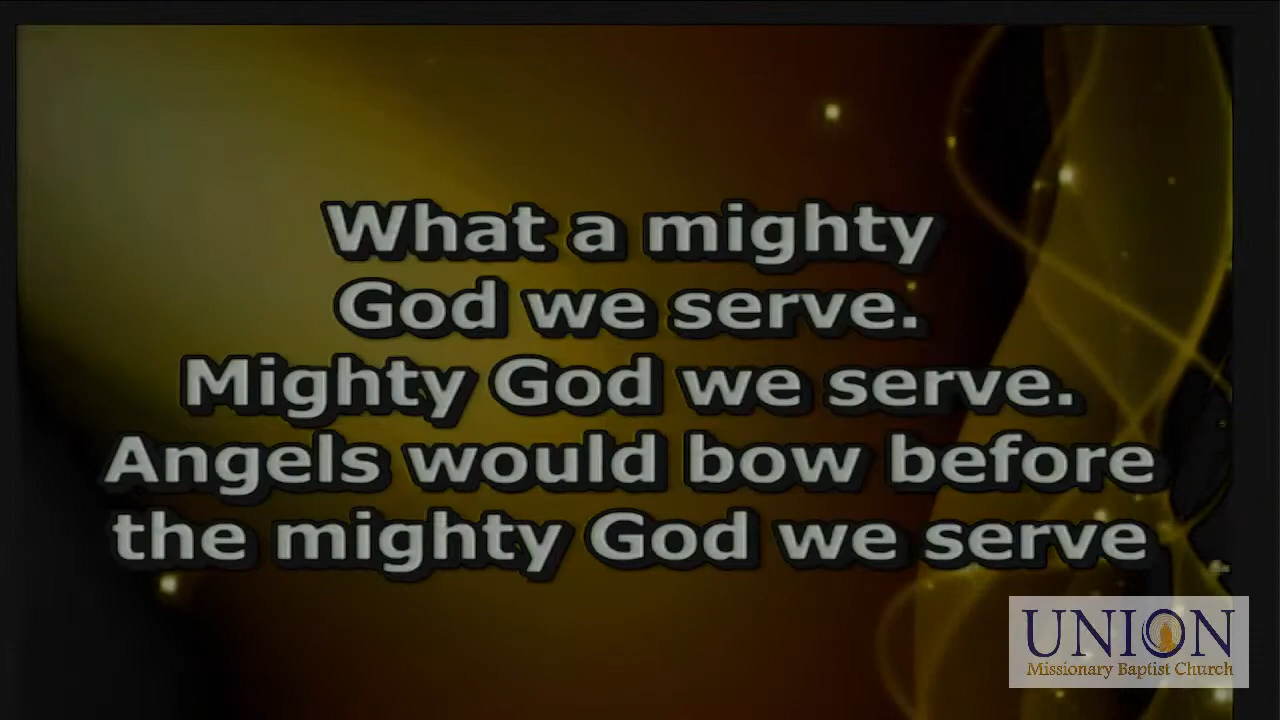 What a mighty
God we serve.
Mighty God we serve.
Angels would bow before
the mighty God we serve
UNION
Missionary Baptist Church